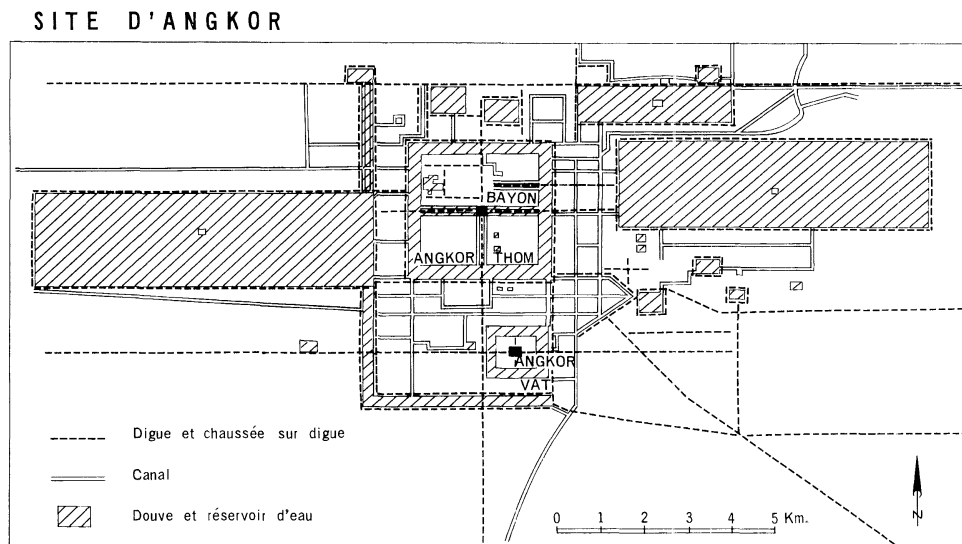 SITE D'ANGKOR
BAYON
ANGKOR THOM
ANGKOR
VAT
Digue et chaussée sur digue
Canal
Douve et réservoir d'eau
0 1 2 3 4 5 Km.
N